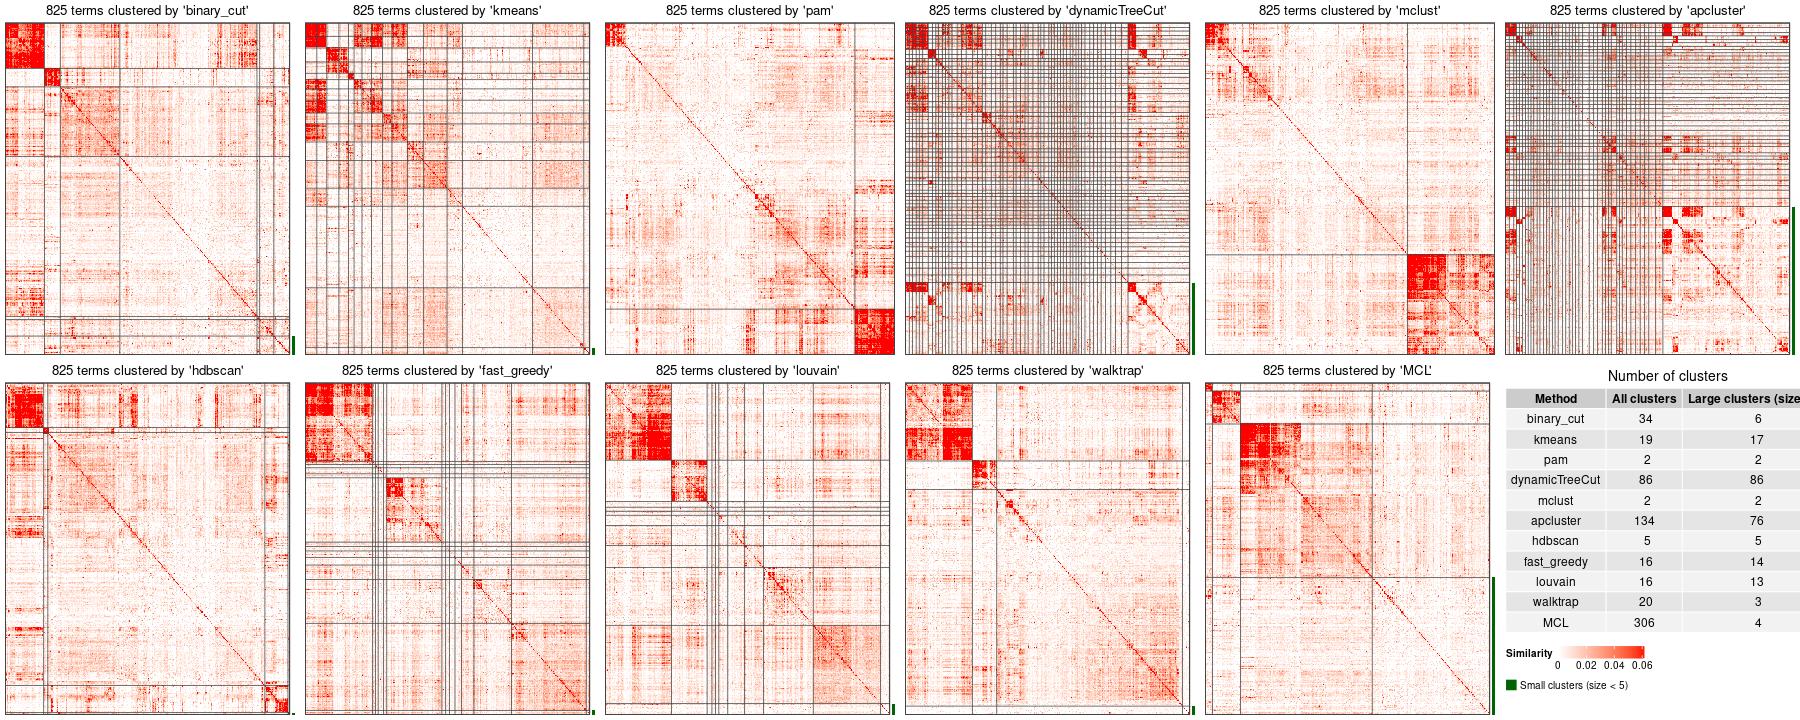 825 terms clustered by 'binary_cut'
825 terms clustered by 'kmeans'
825 terms clustered by 'pam'
825 terms clustered by 'dynamicTreeCut'
825 terms clustered by 'mclust'
825 terms clustered by 'apcluster'
825 terms clustered by 'hdbscan'
825 terms clustered by 'fast_greedy'
825 terms clustered by 'louvain'
825 terms clustered by 'walktrap'
825 terms clustered by 'MCL'
Number of clusters
Method All clusters Large clusters (size
binary_cut 34 6
kmeans 19 17
pam 2 2
dynamicTreeCut 86 86
mclust 2 2
apcluster 134 76
hdbscan 5 5
fast_greedy 16 14
louvain 16 13
walktrap 20 3
MCL 306 4
Similarity
0 0.02 0.04 0.06
Small clusters (size < 5)